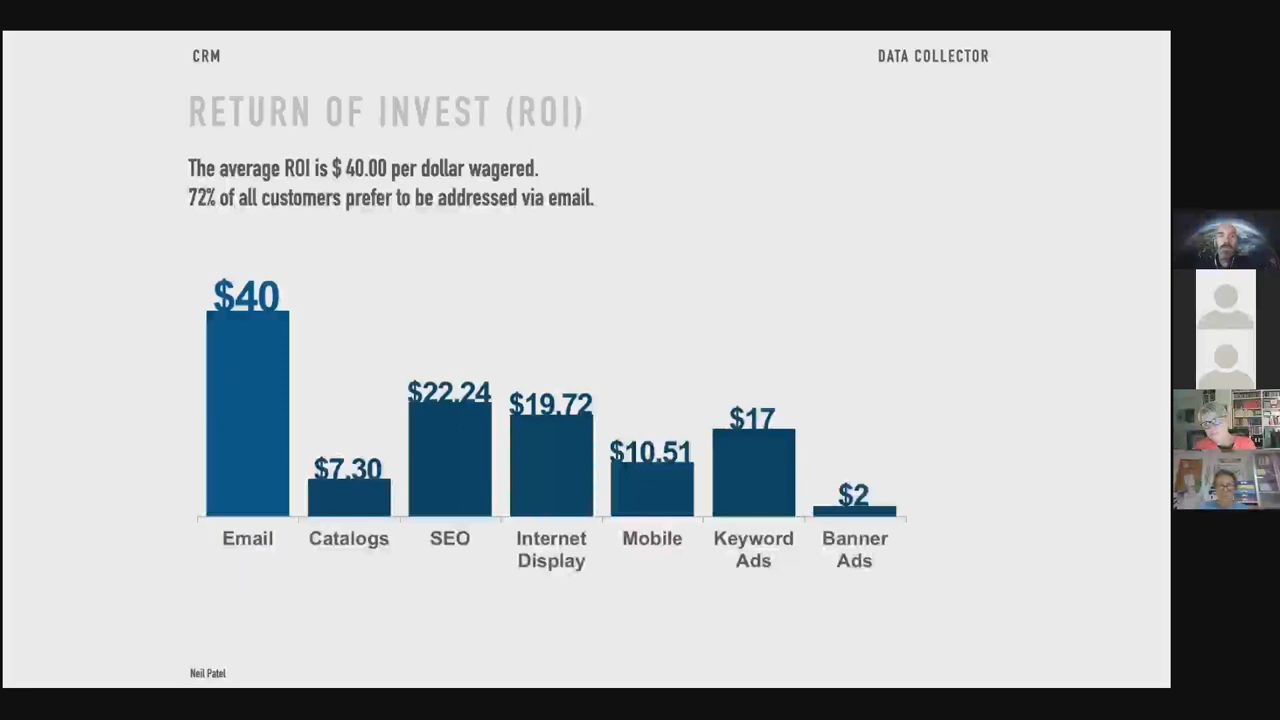 CRM
DATA COLLECTOR
RETURN OF INVEST (ROI)
The average ROI is $ 40.00 per dollar wagered.
72% of all customers prefer to be addressed via email.
$40
$7.30
$22.24
$19.72
$10.51
$17
$2
Email
Catalogs
SEO
Internet
Display
Mobile
Keyword
Ads
Banner
Ads
Neil Patel